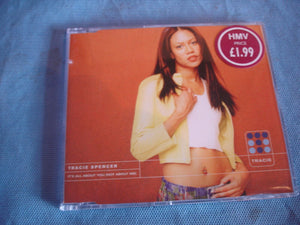 HMV
PRICE
£1.99
TRACIE SPENCER
IT'S ALL ABOUT YOU (NOT ABOUT ME)
TRACIE